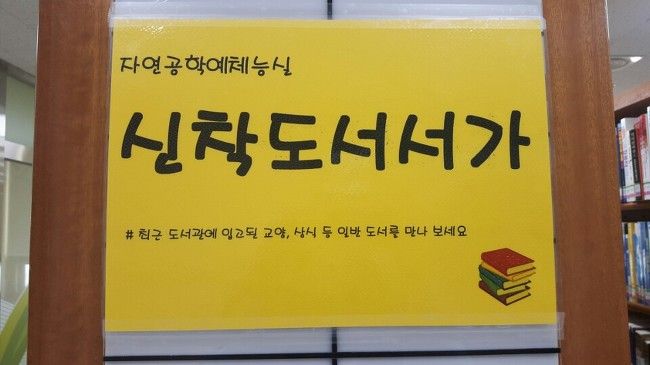 자연공학예체능실
신착도서서가
# 최근 도서관에 입고된 교양, 상식 등 일반 도서를 만나 보세요